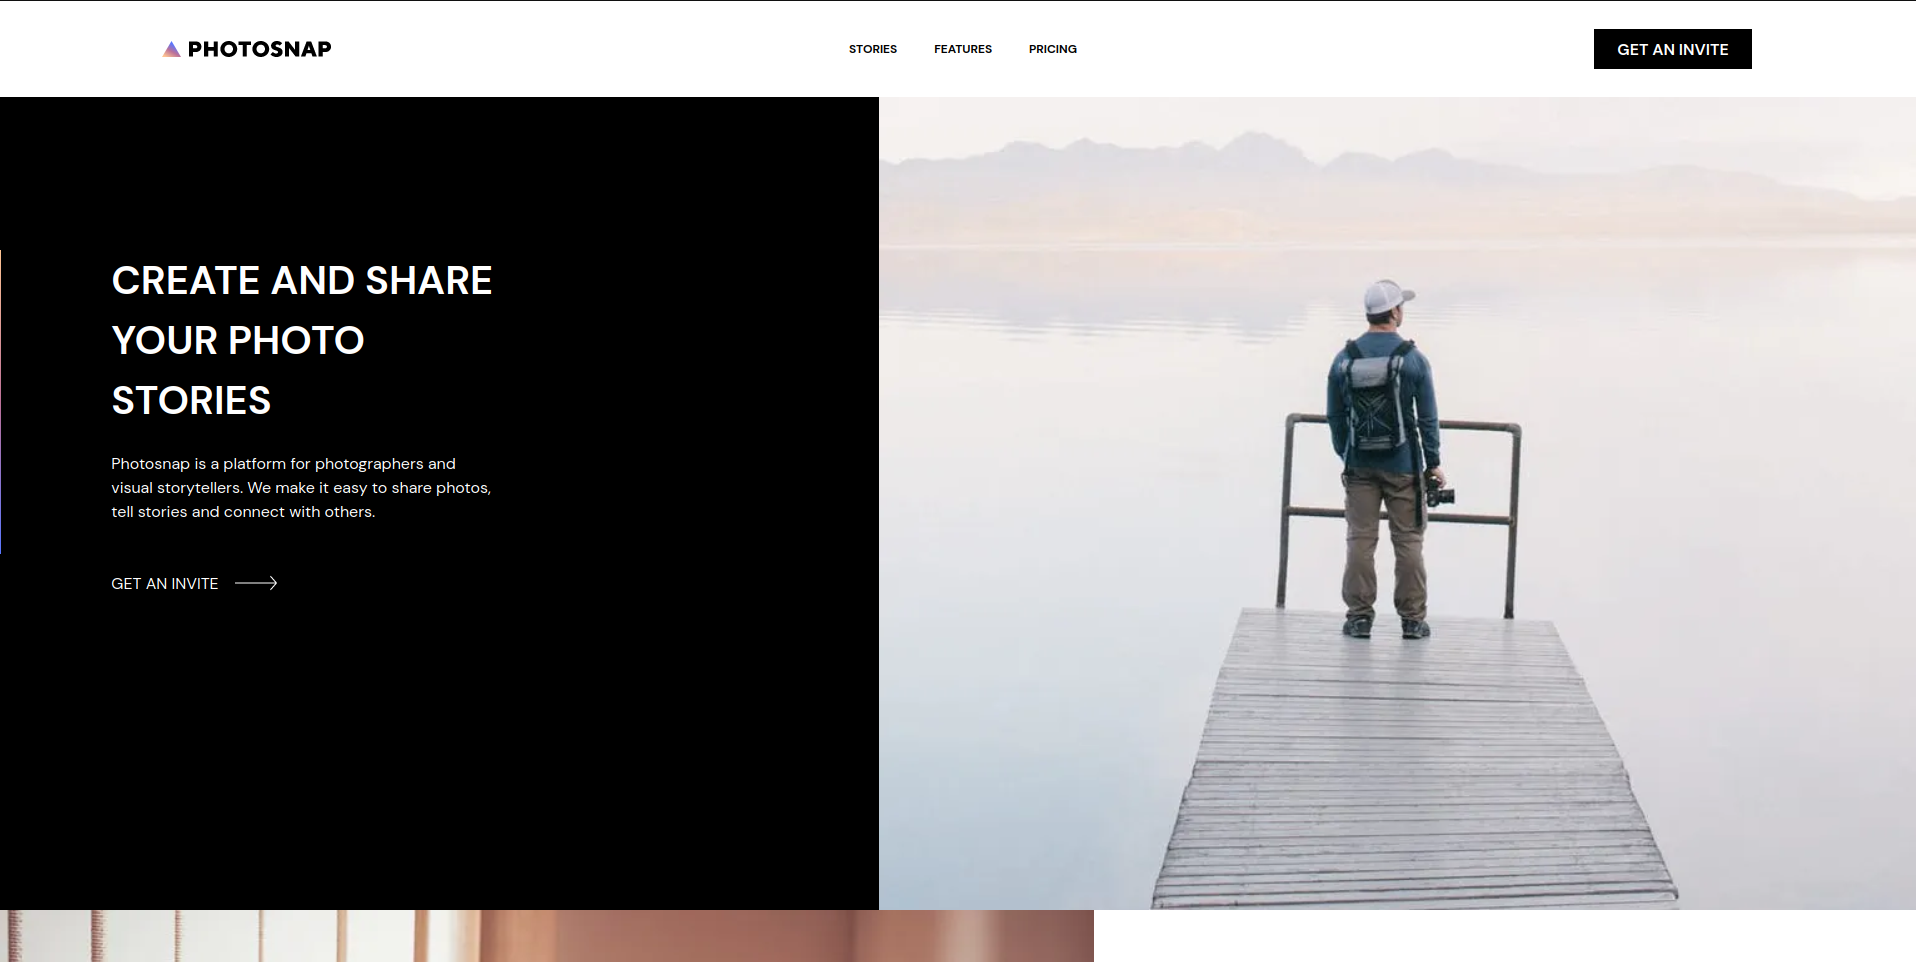 PHOTOSNAP
STORIES FEATURES PRICING
GET AN INVITE
CREATE AND SHARE
YOUR PHOTO
STORIES
Photosnap is a platform for photographers and
visual storytellers. We make it easy to share photos,
tell stories and connect with others.
GET AN INVITE